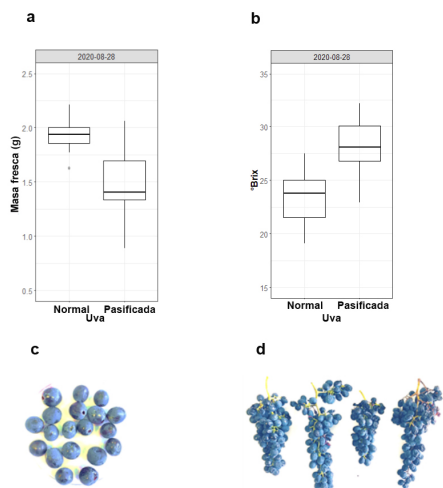 a
2020-08-28
2.5
2.0
1.5
1.0
0.5
Masa fresca (g)
Normal Pasificada
Uva
b
2020-08-28
35
30
25
20
15
°Brix
Normal Pasificada
Uva
c
d